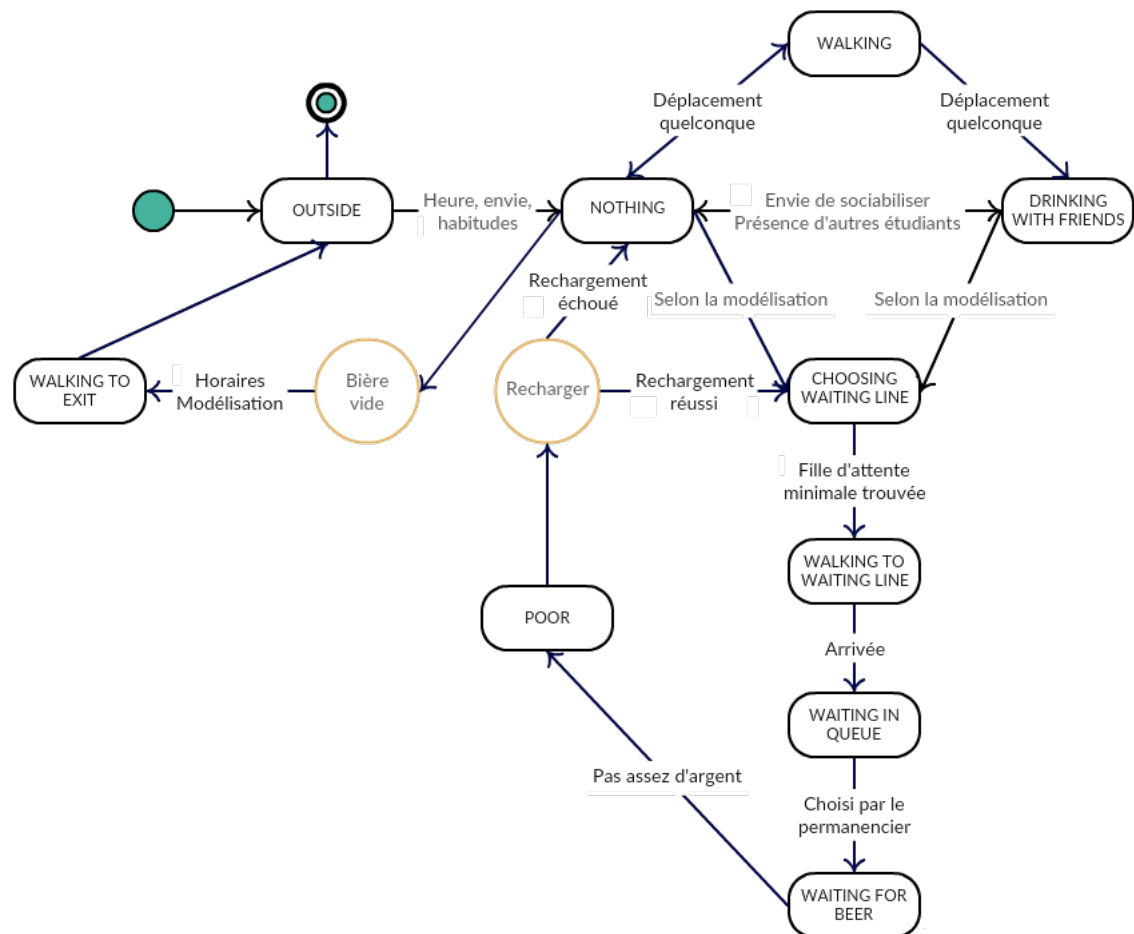 WALKING
Déplacement
quelconque
Déplacement
quelconque
OUTSIDE
Heure, envie,
habitudes
NOTHING
Envie de sociabiliser
Présence d'autres étudiants
DRINKING
WITH FRIENDS
Rechargement
échoué
Selon la modélisation
Selon la modélisation
WALKING TO
EXIT
Horaires
Modélisation
Bière
vide
Recharger
Rechargement
réussi
CHOOSING
WAITING LINE
Fille d'attente
minimale trouvée
WALKING TO
WAITING LINE
POOR
Arrivée
WAITING IN
QUEUE
Pas assez d'argent
Choisi par le
permanencier
WAITING FOR
BEER